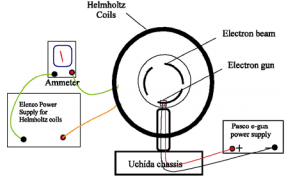 Helmholtz
Coils
Electron beam
Ammeter
Electron gun
Elenco Power
Supply for
Helmholtz coils
Pasco e-gun
power supply
+ −
Uchida chassis